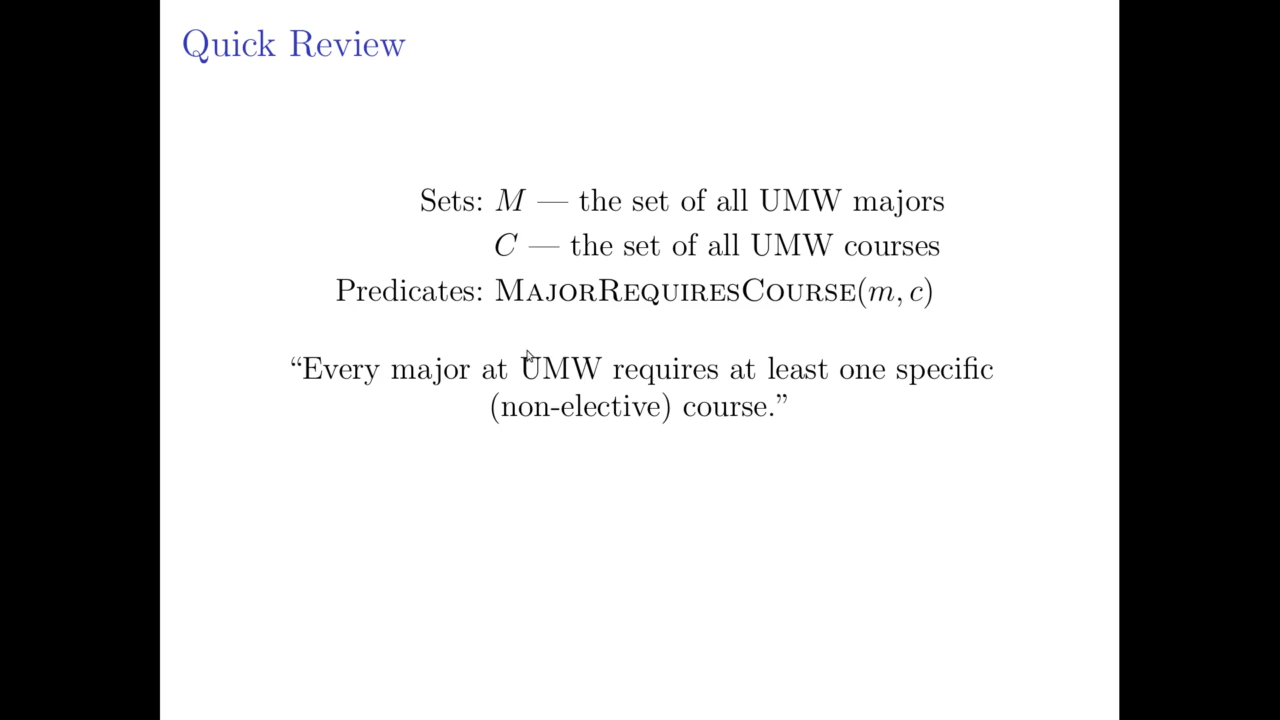 Quick Review
Sets: M — the set of all UMW majors
C — the set of all UMW courses
Predicates: MAJORREQUIRESCOURSE(m, c)
“Every major at UMW requires at least one specific
(non-elective) course.”